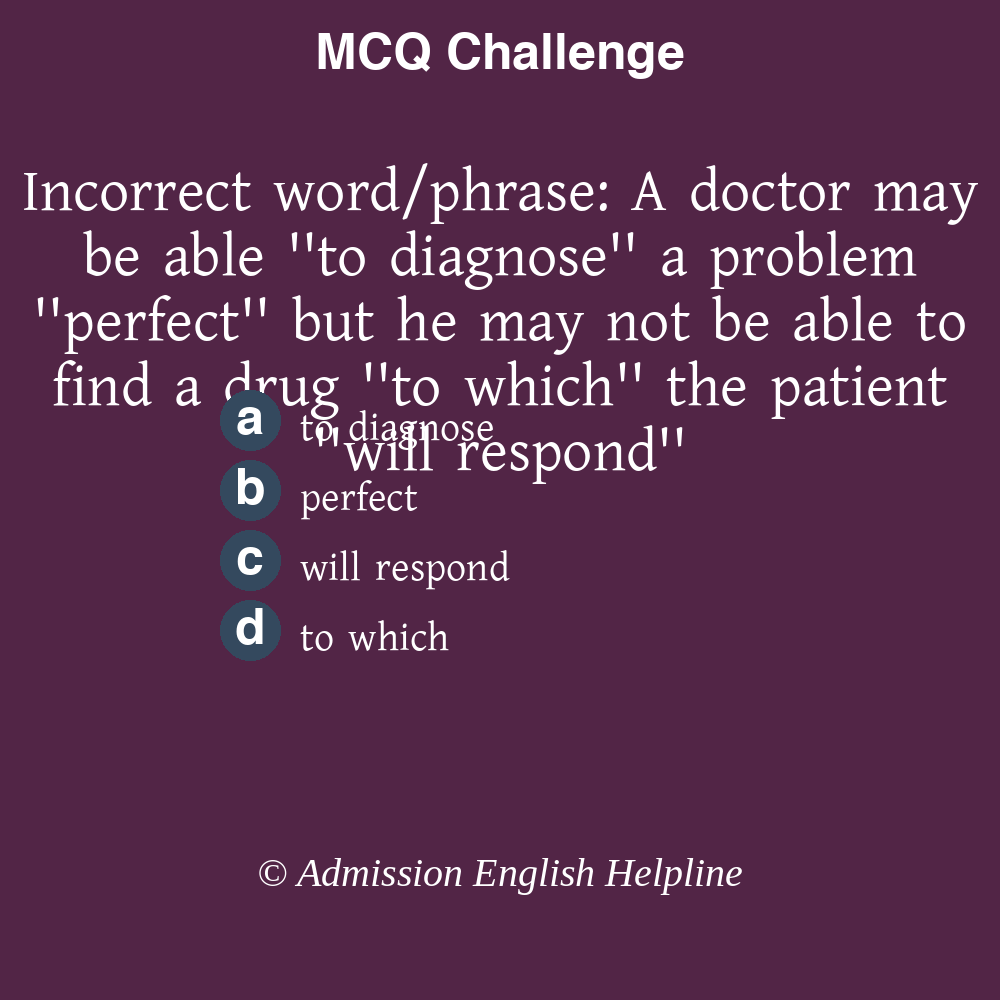 MCQ Challenge
Incorrect word/phrase: A doctor may
be able "to diagnose" a problem
"perfect" but he may not be able to
find a drug "to which" the patient
"will respond"
a to diagnose
b perfect
c will respond
d to which
© Admission English Helpline